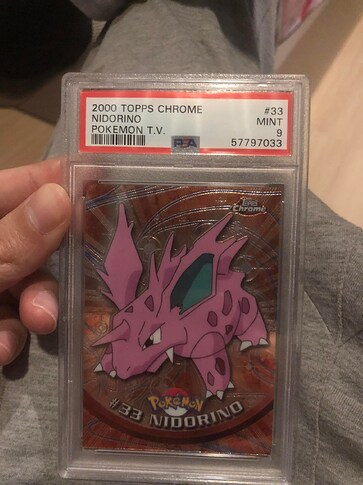 2000 TOPPS CHROME #33
NIDORINO MINT
POKEMON T.V. 9
PSA 57797033
Topps
Chrome
POKéMON
#33 NIDORINO